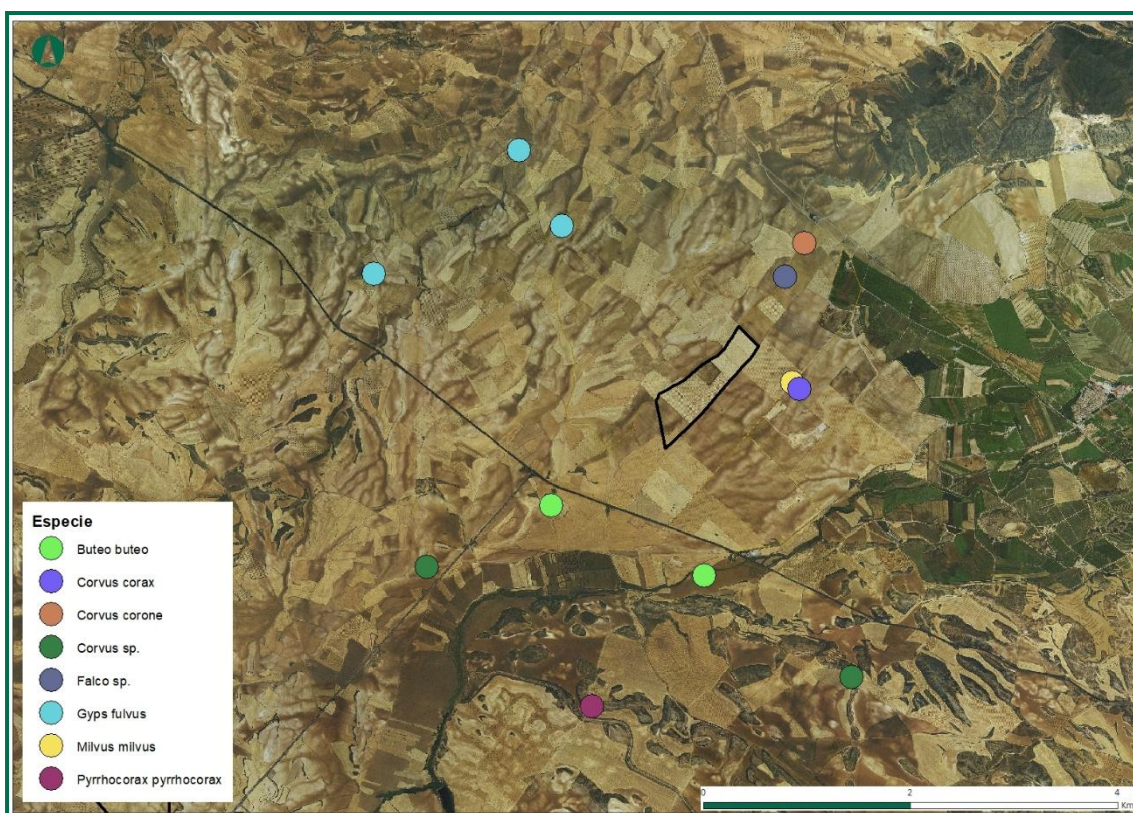 Especie
Buteo buteo
Corvus corax
Corvus corone
Corvus sp.
Falco sp.
Gyps fulvus
Milvus milvus
Pyrrhocorax pyrrhocorax
0 2 4
Km